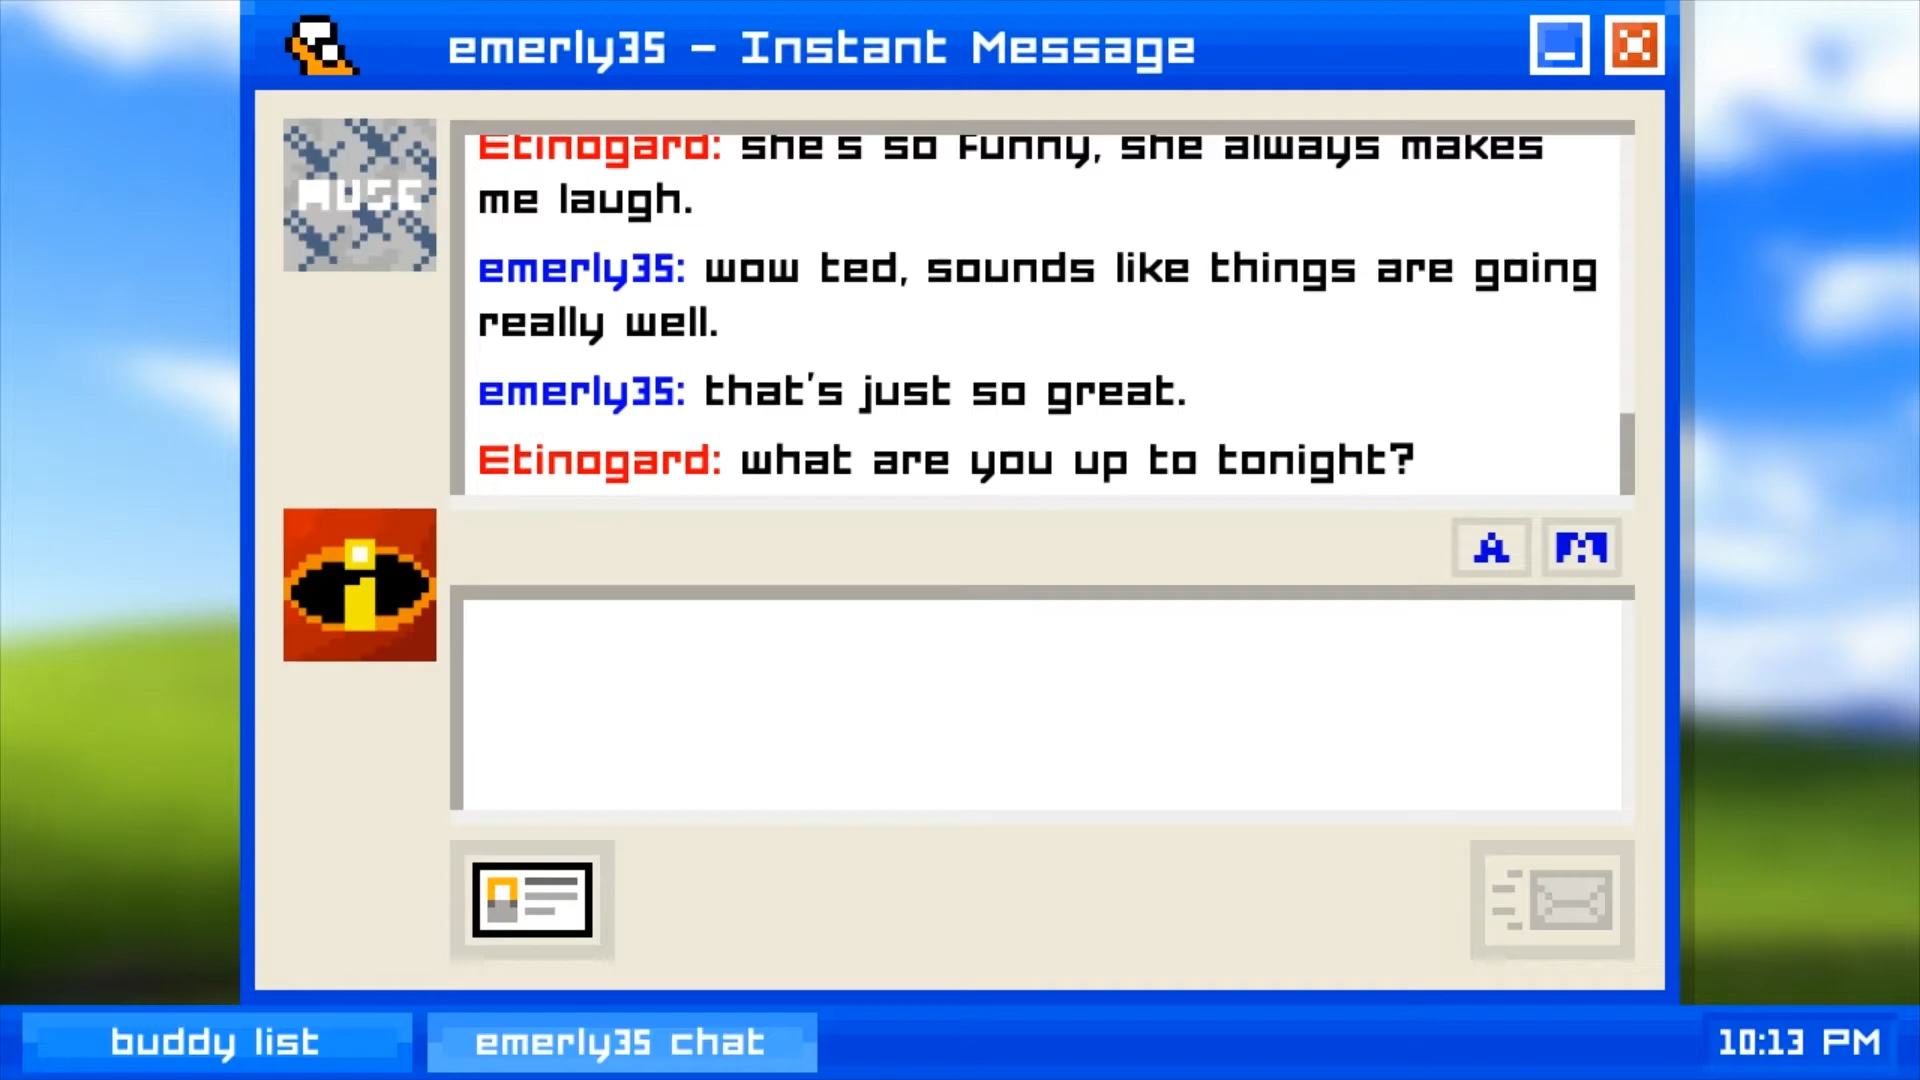 emerly35 - Instant Message
MUSE
Etinogard: she's so funny, she always makes
me laugh.
emerly35: wow ted, sounds like things are going
really well.
emerly35: that's just so great.
Etinogard: what are you up to tonight?
A
i
buddy list
emerly35 chat
10:13 PM